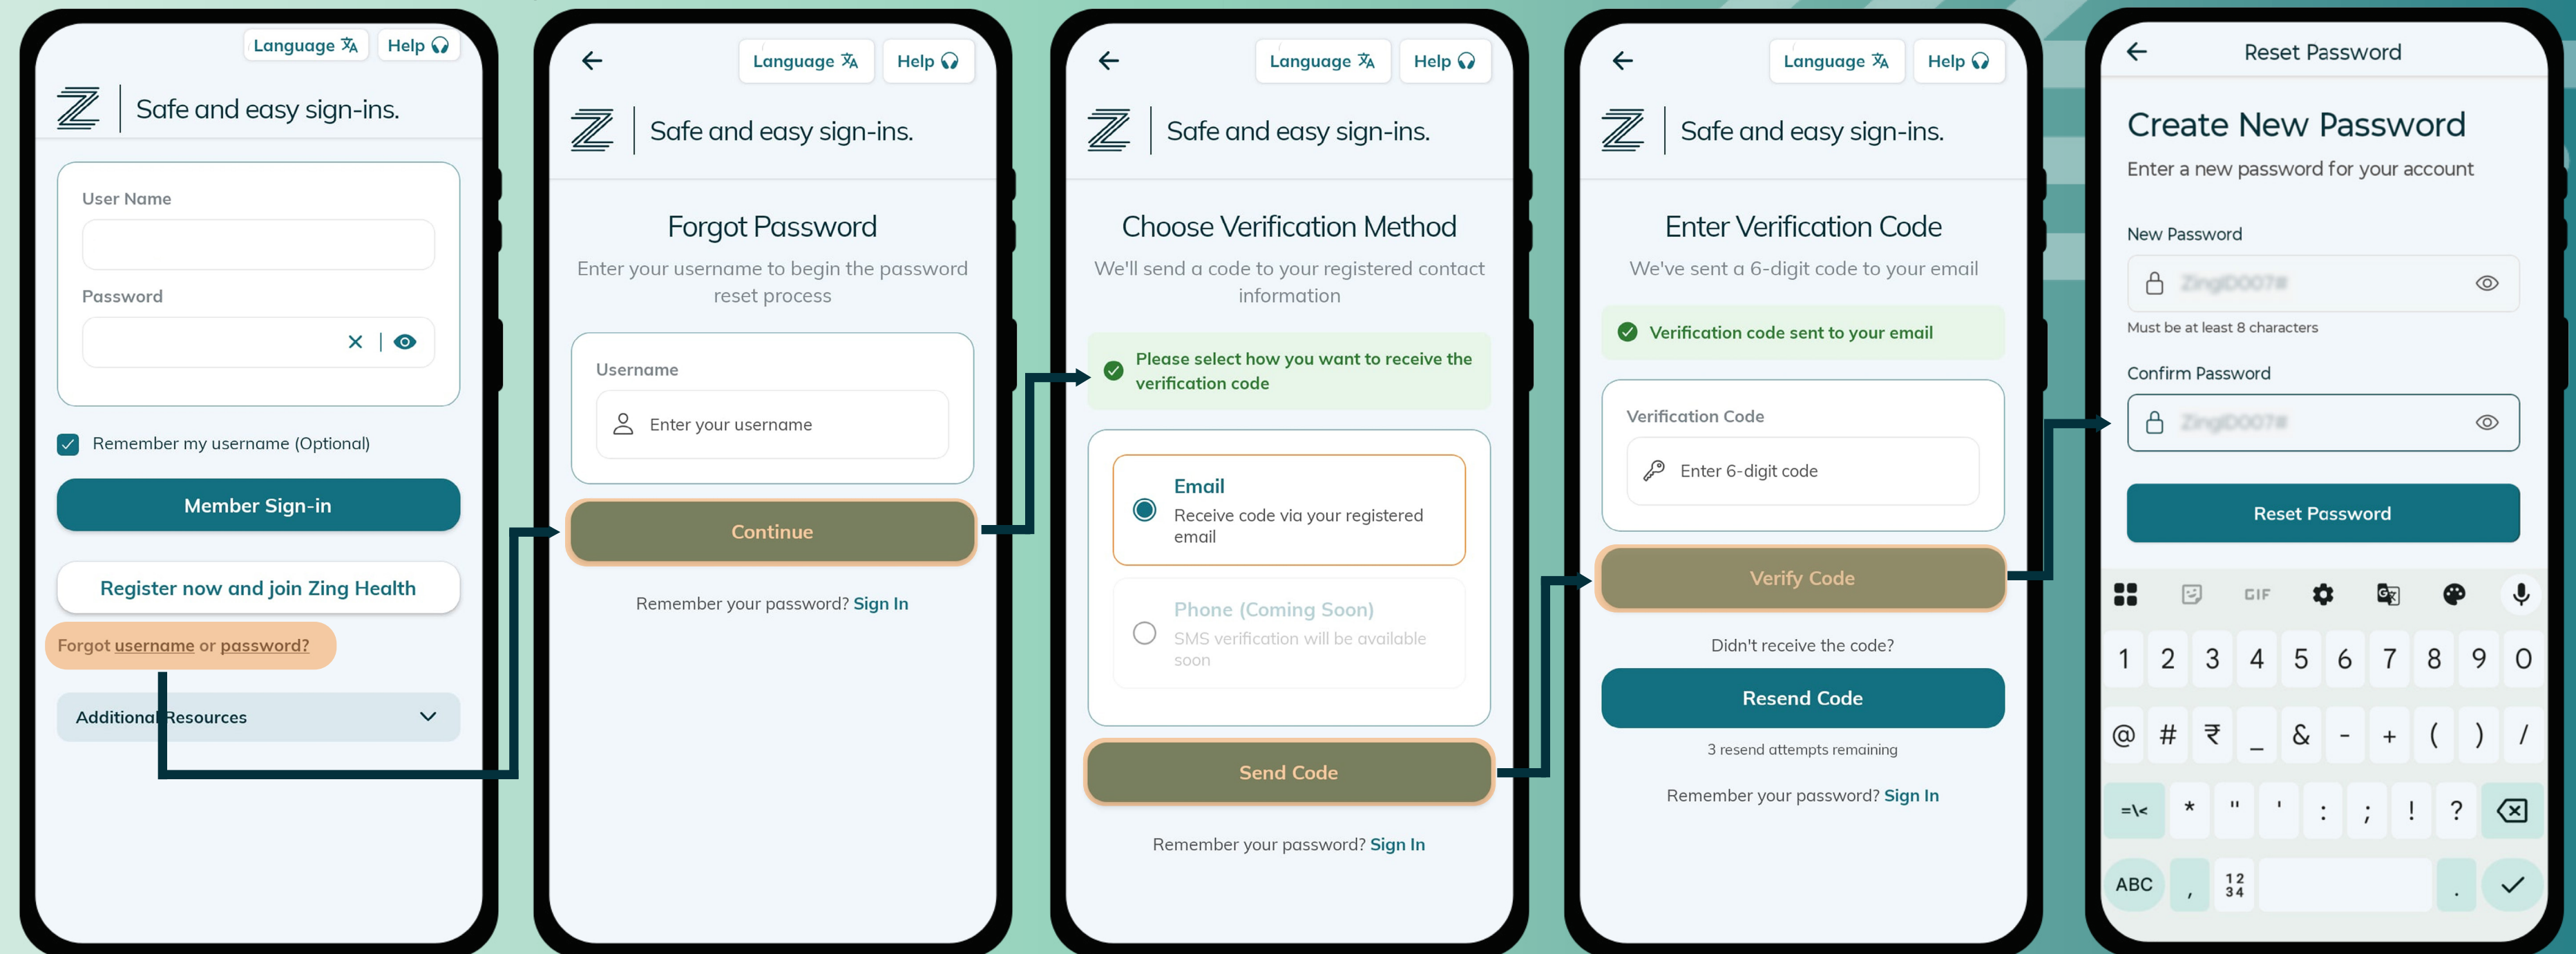 Language
Help
Safe and easy sign-ins.
User Name
Password
Remember my username (Optional)
Member Sign-in
Register now and join Zing Health
Forgot username or password?
Additional Resources
Language
Help
Safe and easy sign-ins.
Forgot Password
Enter your username to begin the password
reset process
Username
Enter your username
Continue
Remember your password? Sign In
Language
Help
Safe and easy sign-ins.
Choose Verification Method
We'll send a code to your registered contact
information
Please select how you want to receive the
verification code
Email
Receive code via your registered
email
Phone (Coming Soon)
SMS verification will be available
soon
Send Code
Remember your password? Sign In
Language
Help
Safe and easy sign-ins.
Enter Verification Code
We've sent a 6-digit code to your email
Verification code sent to your email
Verification Code
Enter 6-digit code
Verify Code
Didn't receive the code?
Resend Code
3 resend attempts remaining
Remember your password? Sign In
Reset Password
Create New Password
Enter a new password for your account
New Password
Must be at least 8 characters
Confirm Password
Reset Password
GIF
1 2 3 4 5 6 7 8 9 0
@ # ₹ _ & - + ( ) /
=\< * " ' : ; ! ?
ABC , 12 34 .